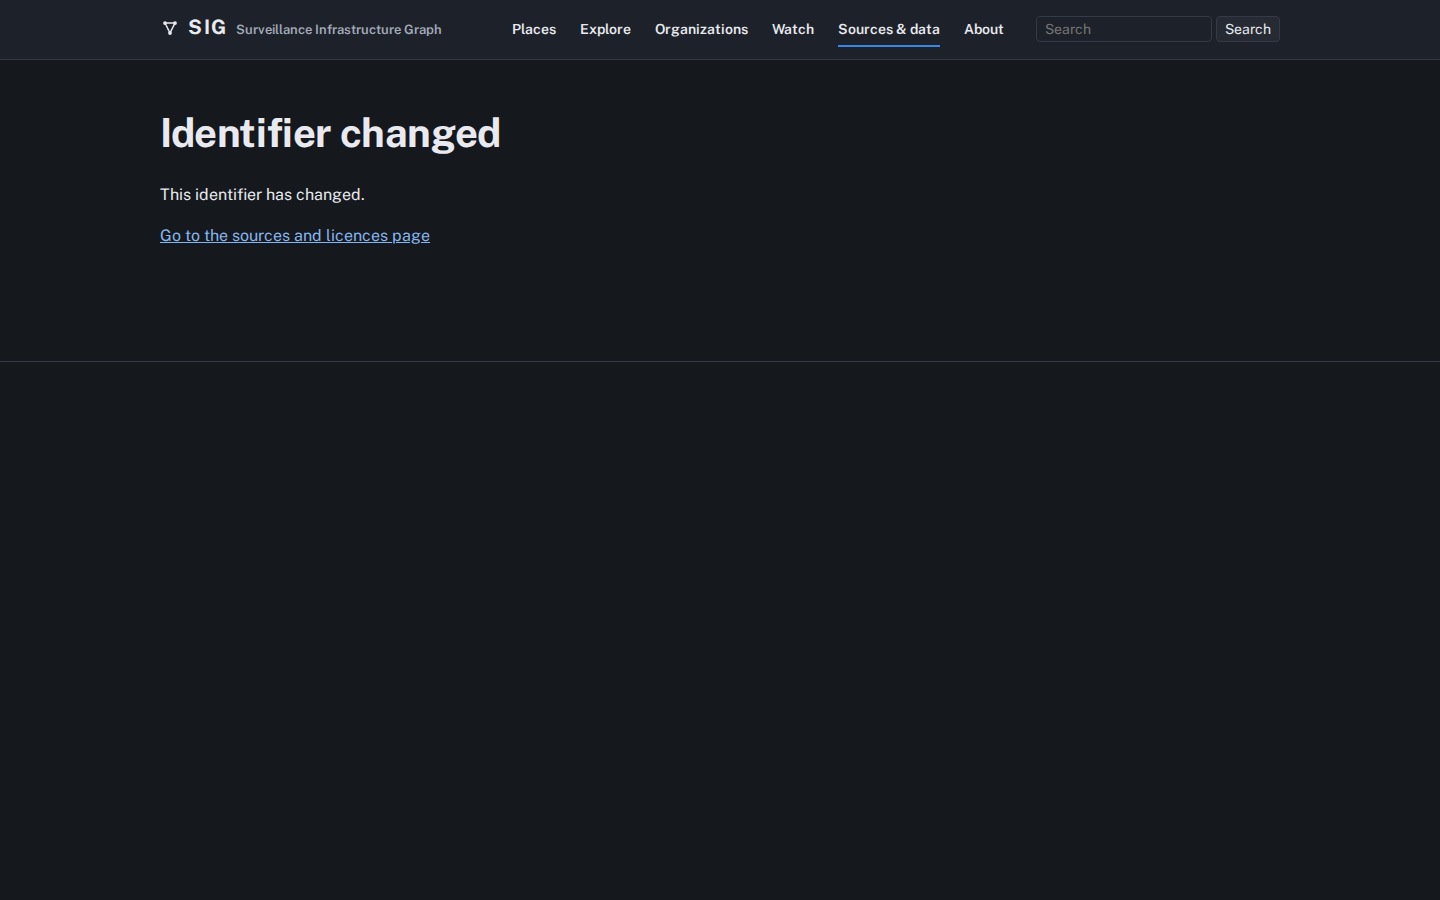 SIG Surveillance Infrastructure Graph Places Explore Organizations Watch Sources & data About Search Search
Identifier changed
This identifier has changed.
Go to the sources and licences page